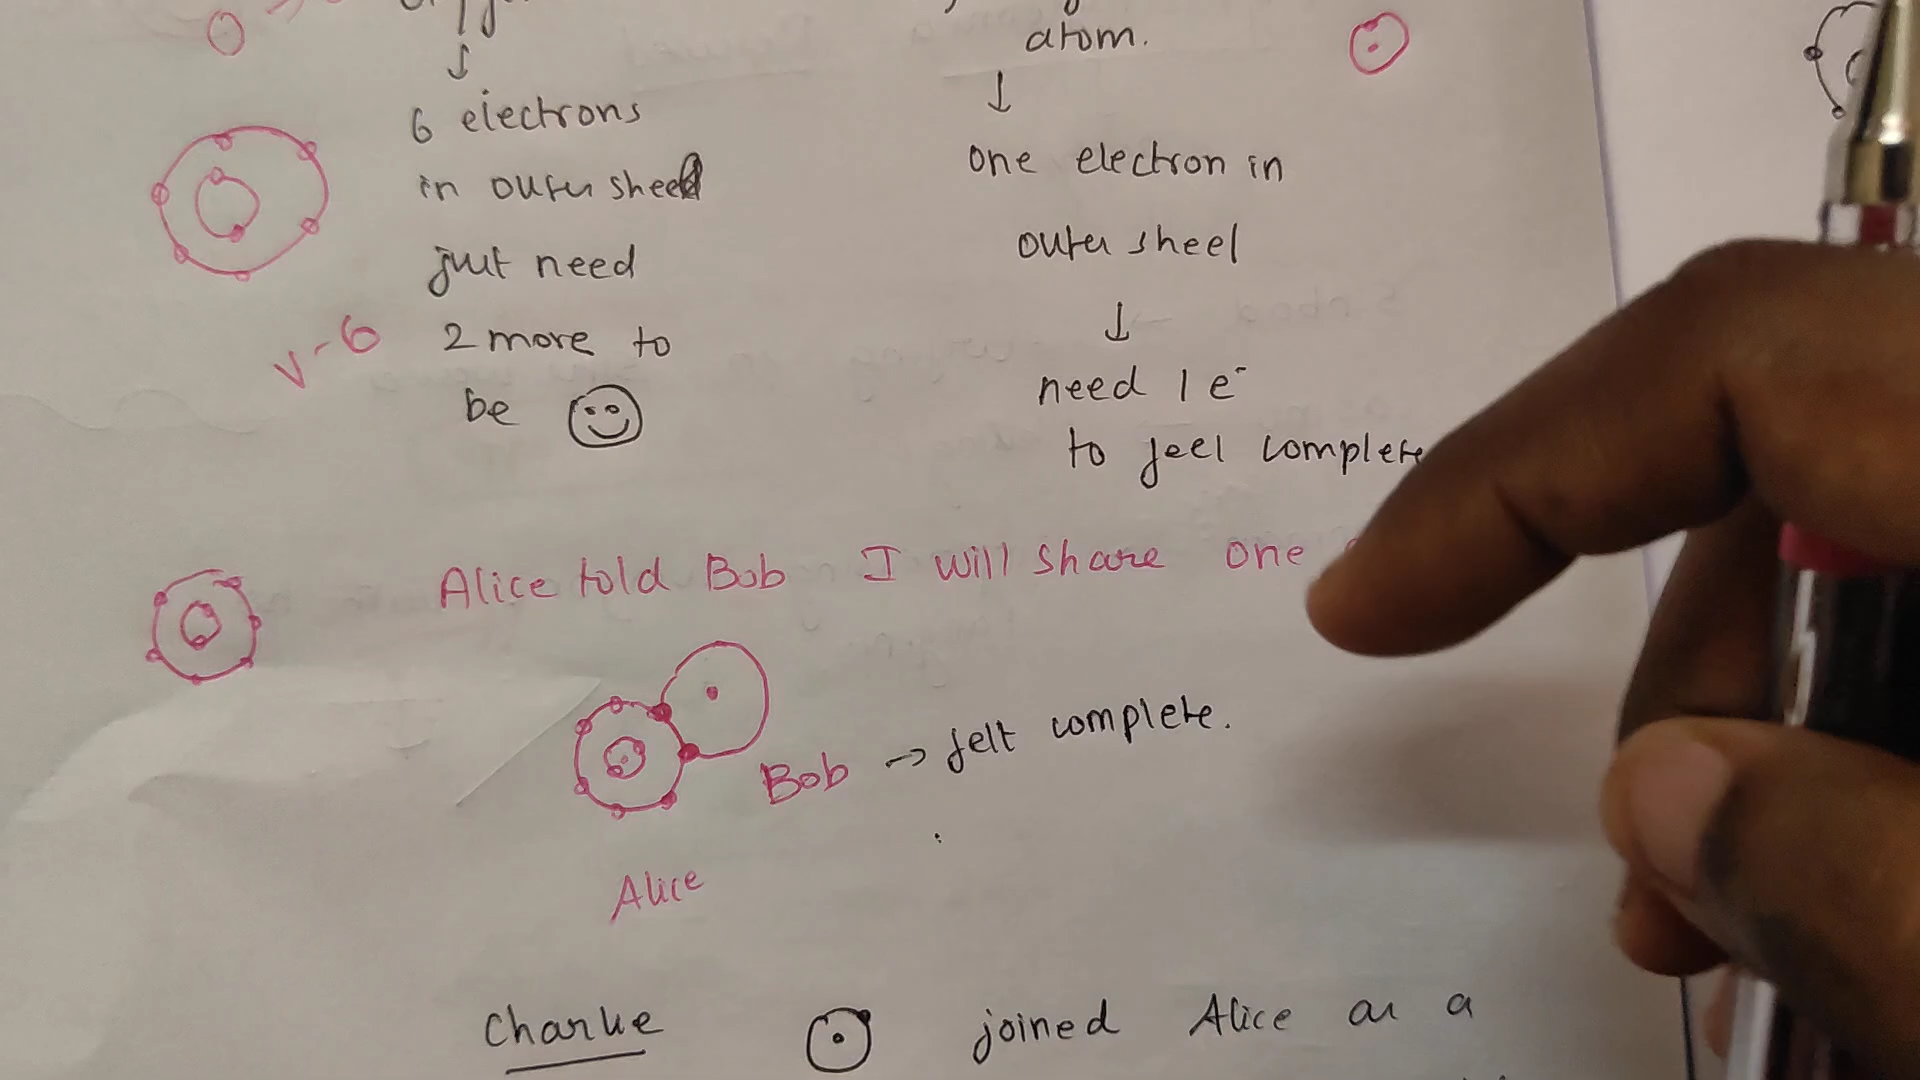 atom.
6 electrons
in outer sheell
just need
2 more to
be
V-6
one electron in
outer sheel
need 1 e⁻
to feel complete
Alice told Bob I will share one
Bob → felt complete.
Alice
Charlie joined Alice as a